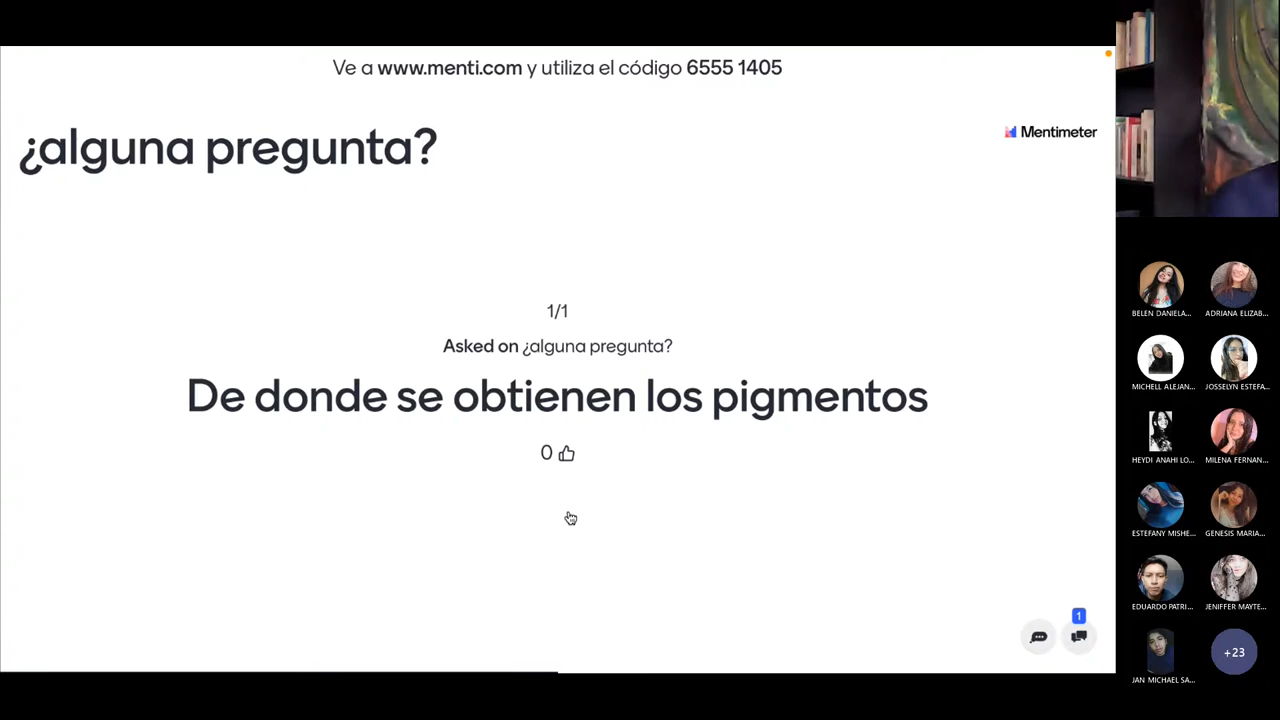 Ve a www.menti.com y utiliza el código 6555 1405
¿alguna pregunta?
Mentimeter
1/1
Asked on ¿alguna pregunta?
De donde se obtienen los pigmentos
0
1
BELEN DANIELA...
ADRIANA ELIZAB...
MICHELL ALEJAN...
JOSSELYN ESTEFA...
HEYDI ANAHI LO...
MILENA FERNAN...
ESTEFANY MISHE...
GENESIS MARIA...
EDUARDO PATRI...
JENIFFER MAYTE...
JAN MICHAEL SA...
+23